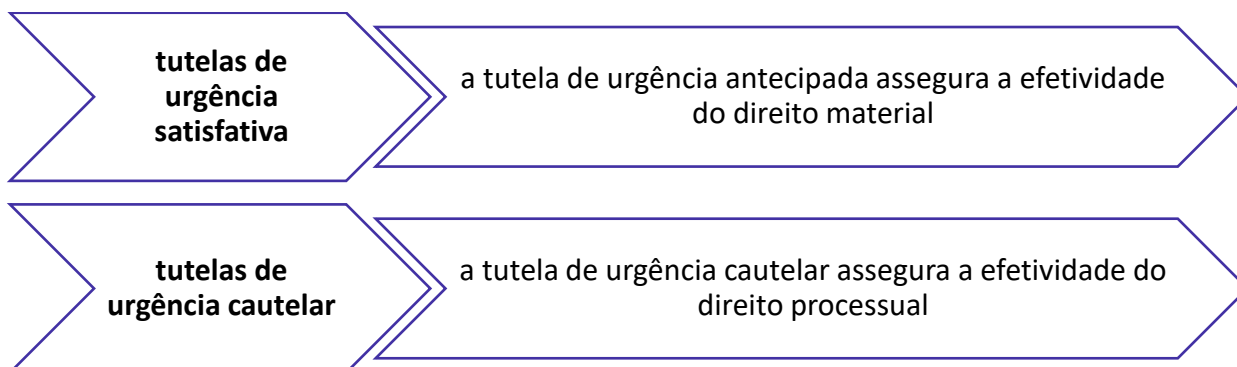 tutelas de
urgência
satisfativa
a tutela de urgência antecipada assegura a efetividade
do direito material
tutelas de
urgência cautelar
a tutela de urgência cautelar assegura a efetividade do
direito processual